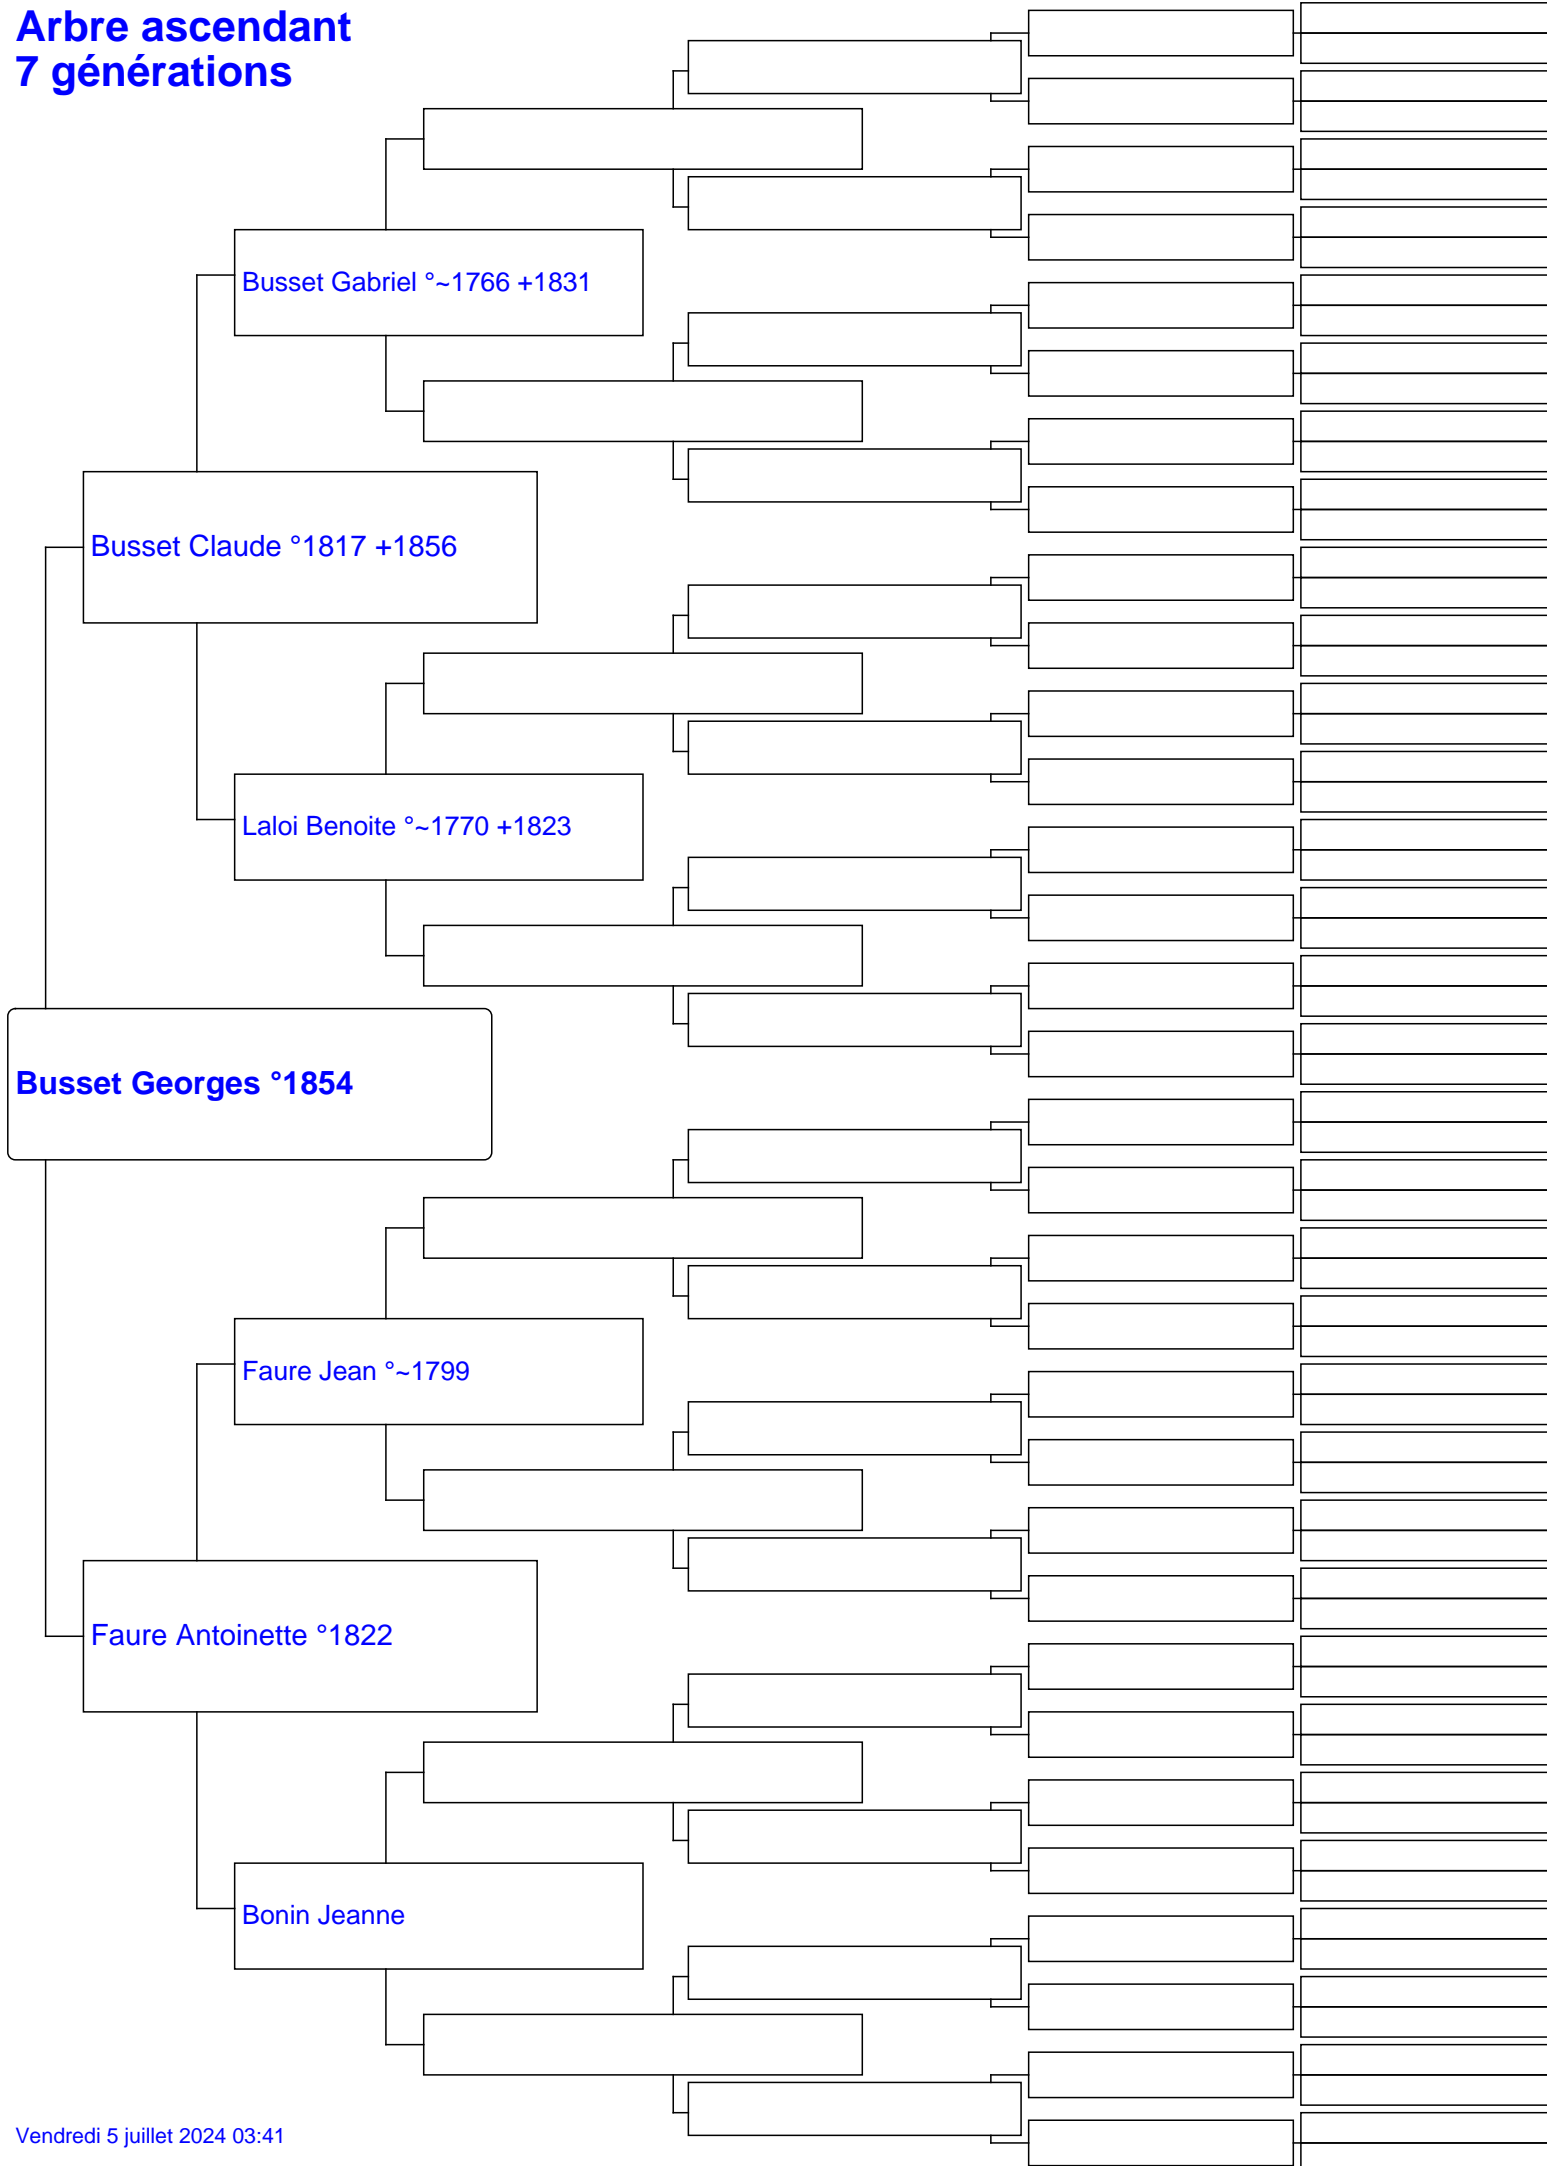 Arbre ascendant
7 générations
Busset Gabriel °~1766 +1831
Busset Claude °1817 +1856
Laloi Benoite °~1770 +1823
Busset Georges °1854
Faure Jean °~1799
Faure Antoinette °1822
Bonin Jeanne
Vendredi 5 juillet 2024 03:41